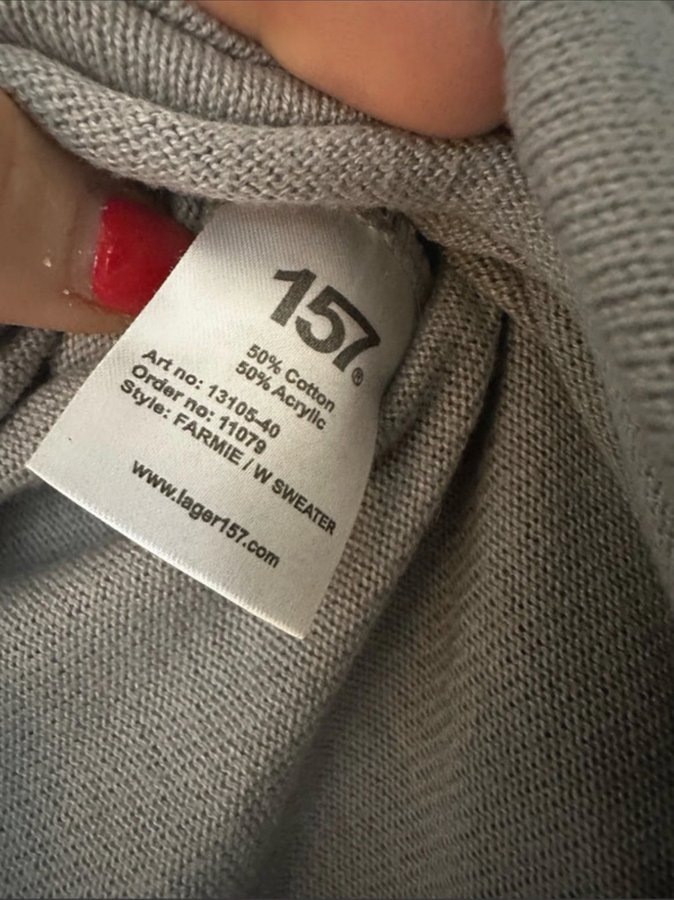 157®
50% Cotton
50% Acrylic
Art no: 13105-40
Order no: 11079
Style: FARMIE / W SWEATER
www.lager157.com